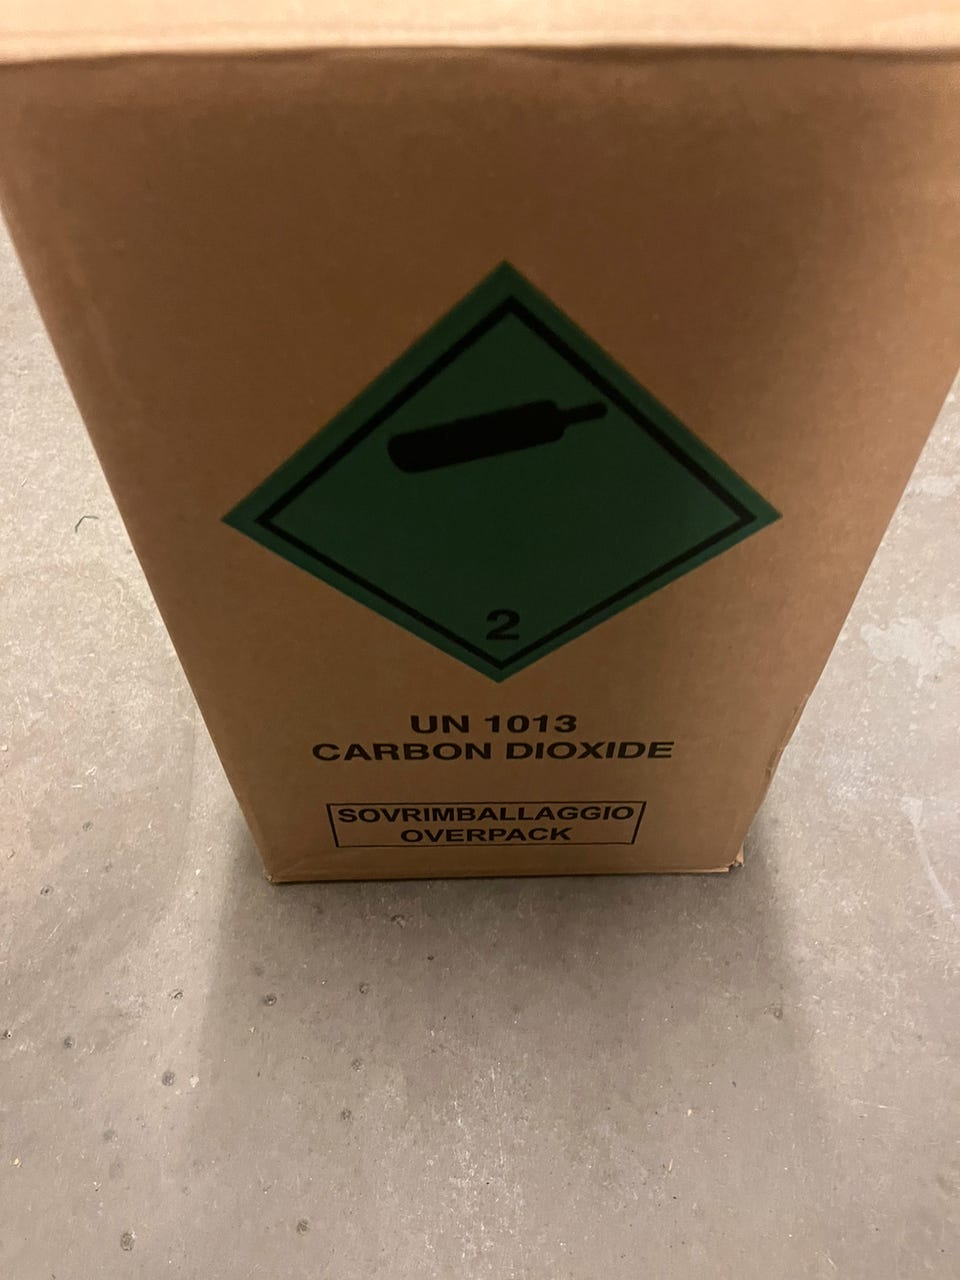 2
UN 1013
CARBON DIOXIDE
SOVRIMBALLAGGIO
OVERPACK